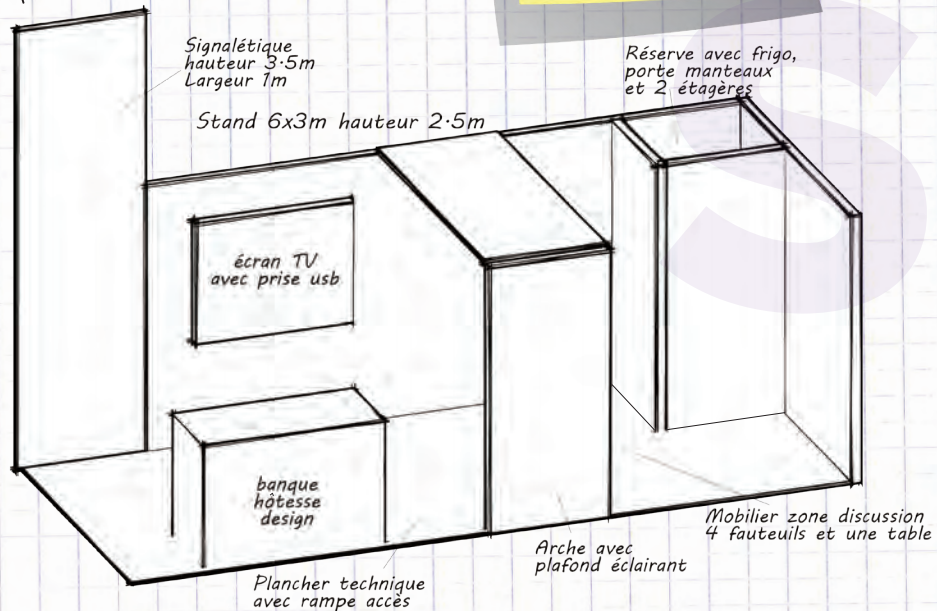 Signalétique
hauteur 3.5m
Largeur 1m
Réserve avec frigo,
porte manteaux
et 2 étagères
Stand 6x3m hauteur 2.5m
écran TV
avec prise usb
banque
hôtesse
design
Mobilier zone discussion
4 fauteuils et une table
Arche avec
plafond éclairant
Plancher technique
avec rampe accès
S